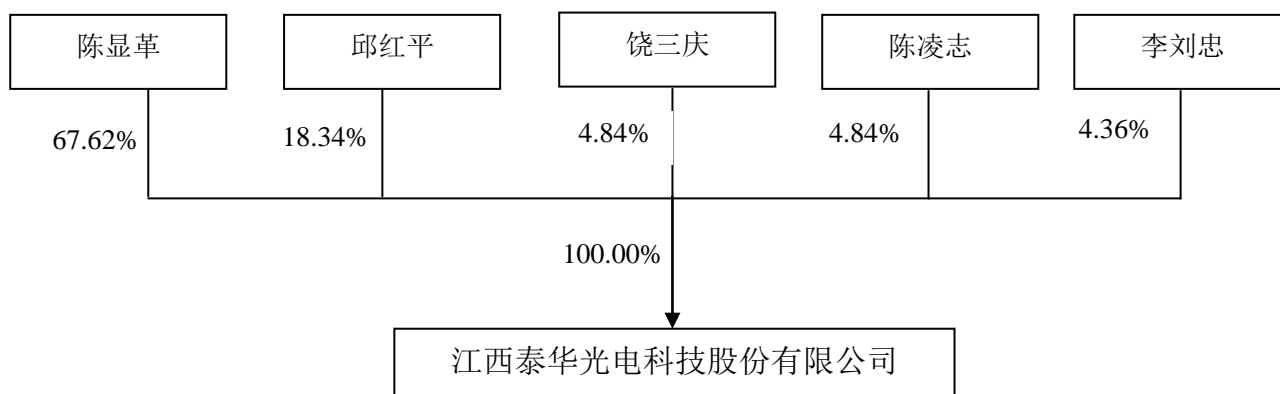 陈显革
邱红平
饶三庆
陈凌志
李刘忠
67.62%
18.34%
4.84%
4.84%
4.36%
100.00%
江西泰华光电科技股份有限公司